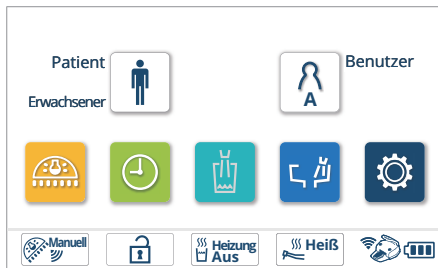 Patient
Erwachsener
Benutzer
A
Manuell
Heizung
Aus
Heiß